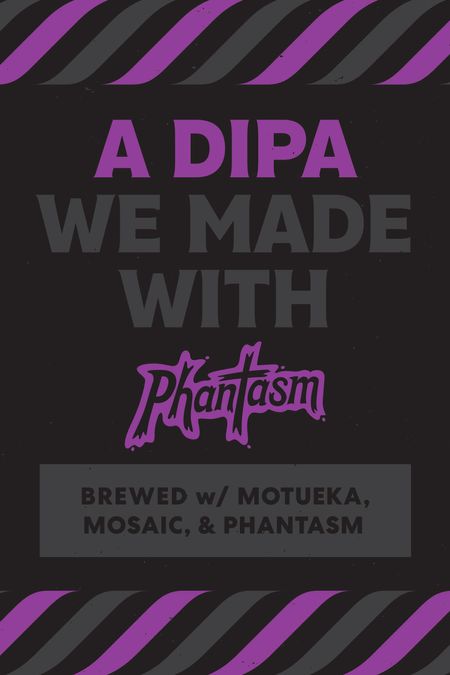 A DIPA
WE MADE
WITH
Phantasm
BREWED w/ MOTUEKA,
MOSAIC, & PHANTASM